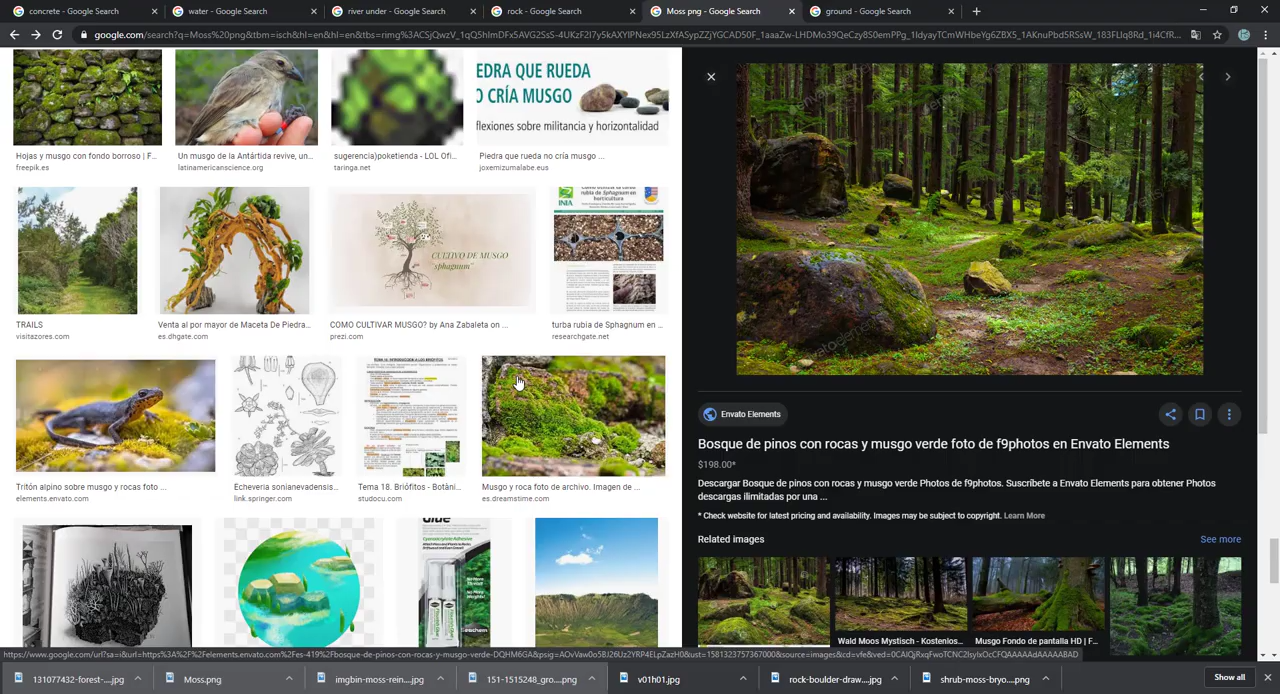 concrete - Google Search
water - Google Search
river under - Google Search
rock - Google Search
Moss png - Google Search
ground - Google Search
EDRA QUE RUEDA
O CRÍA MUSGO
flexiones sobre militancia y horizontalidad
Hojas y musgo con fondo borroso | F...
freepik.es
Un musgo de la Antártida revive, un...
latinamericanscience.org
sugerencia)poketienda - LOL Ofi...
taringa.net
Piedra que rueda no cría musgo ...
joxemizumalabe.eus
INIA
CULTIVO DE MUSGO
"sphagnum"
TRAILS
visitazores.com
Venta al por mayor de Maceta De Piedra...
es.dhgate.com
COMO CULTIVAR MUSGO? by Ana Zabaleta on ...
prezi.com
turba rubia de Sphagnum en ...
researchgate.net
Tritón alpino sobre musgo y rocas foto ...
elements.envato.com
Echeveria sonianevadensis...
link.springer.com
Tema 18. Briófitos - Botàni...
studocu.com
Musgo y roca foto de archivo. Imagen de ...
es.dreamstime.com
Glue
Envato Elements
Bosque de pinos con rocas y musgo verde foto de f9photos en Envato Elements
$198.00*
Descargar Bosque de pinos con rocas y musgo verde Photos de f9photos. Suscríbete a Envato Elements para obtener Photos
descargas ilimitadas por una ...
* Check website for latest pricing and availability. Images may be subject to copyright. Learn More
Related images
See more
Wald Moos Mystisch - Kostenlos...
Musgo Fondo de pantalla HD | F...
131077432-forest-....jpg
Moss.png
imgbin-moss-rein....jpg
151-1515248_gro....png
v01h01.jpg
rock-boulder-draw....jpg
shrub-moss-bryo....png
Show all